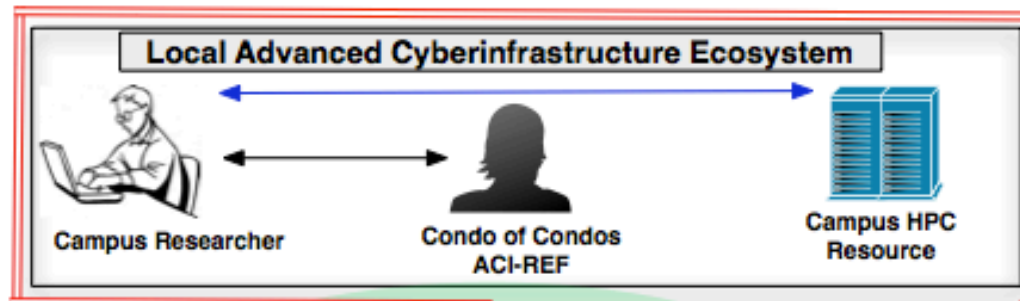 Local Advanced Cyberinfrastructure Ecosystem
Campus Researcher
Condo of Condos
ACI-REF
Campus HPC
Resource